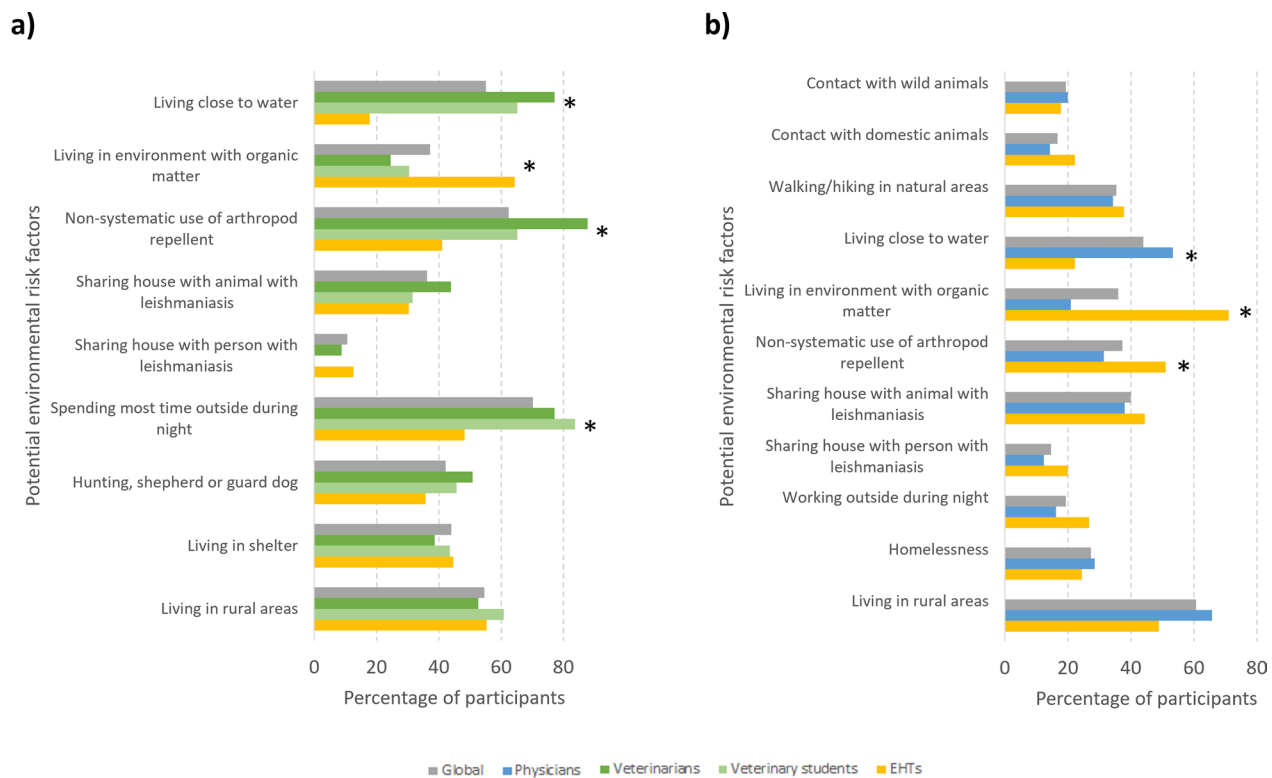 a)
Potential environmental risk factors
Living close to water
*
Living in environment with organic
matter
*
Non-systematic use of arthropod
repellent
*
Sharing house with animal with
leishmaniasis
Sharing house with person with
leishmaniasis
Spending most time outside during
night
*
Hunting, shepherd or guard dog
Living in shelter
Living in rural areas
0 20 40 60 80
Percentage of participants
b)
Potential environmental risk factors
Contact with wild animals
Contact with domestic animals
Walking/hiking in natural areas
Living close to water
*
Living in environment with organic
matter
*
Non-systematic use of arthropod
repellent
*
Sharing house with animal with
leishmaniasis
Sharing house with person with
leishmaniasis
Working outside during night
Homelessness
Living in rural areas
0 20 40 60 80
Percentage of participants
Global Physicians Veterinarians Veterinary students EHTs